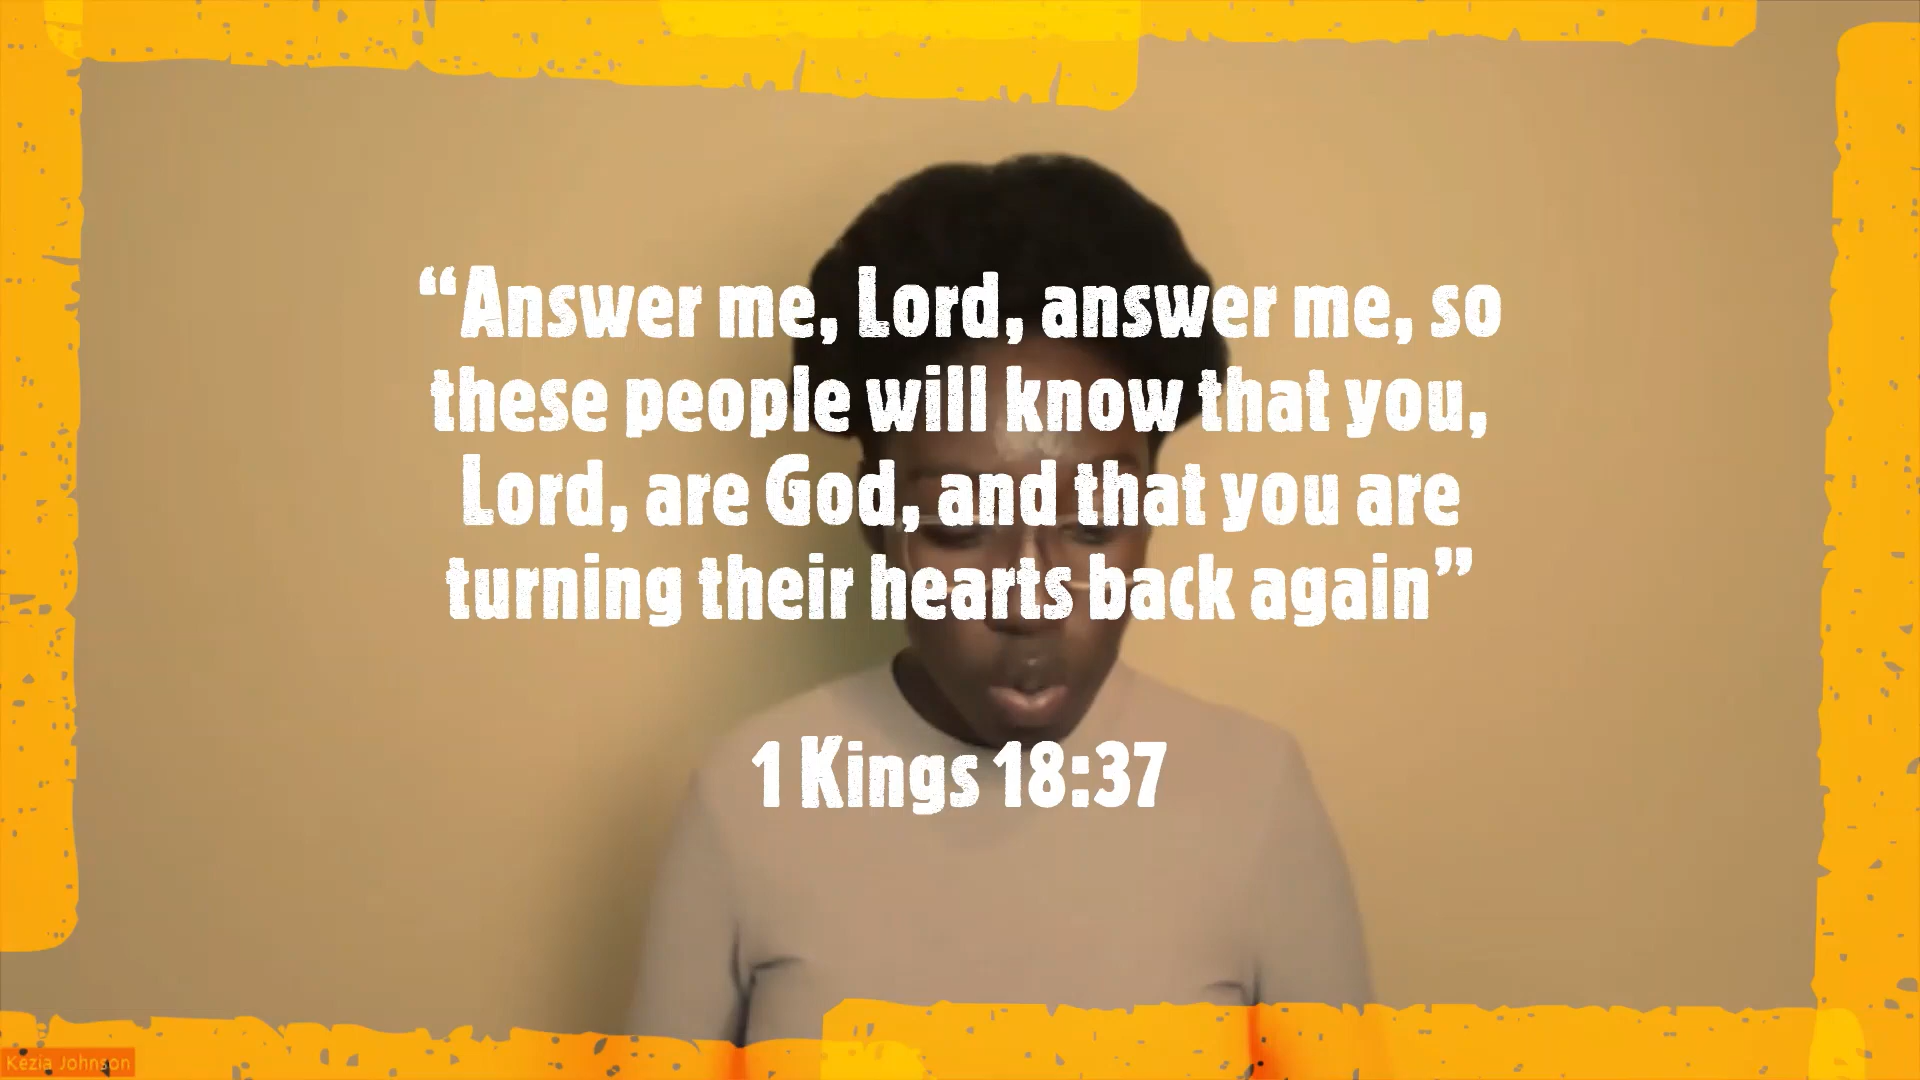 “Answer me, Lord, answer me, so
these people will know that you,
Lord, are God, and that you are
turning their hearts back again”
1 Kings 18:37
Kezia Johnson